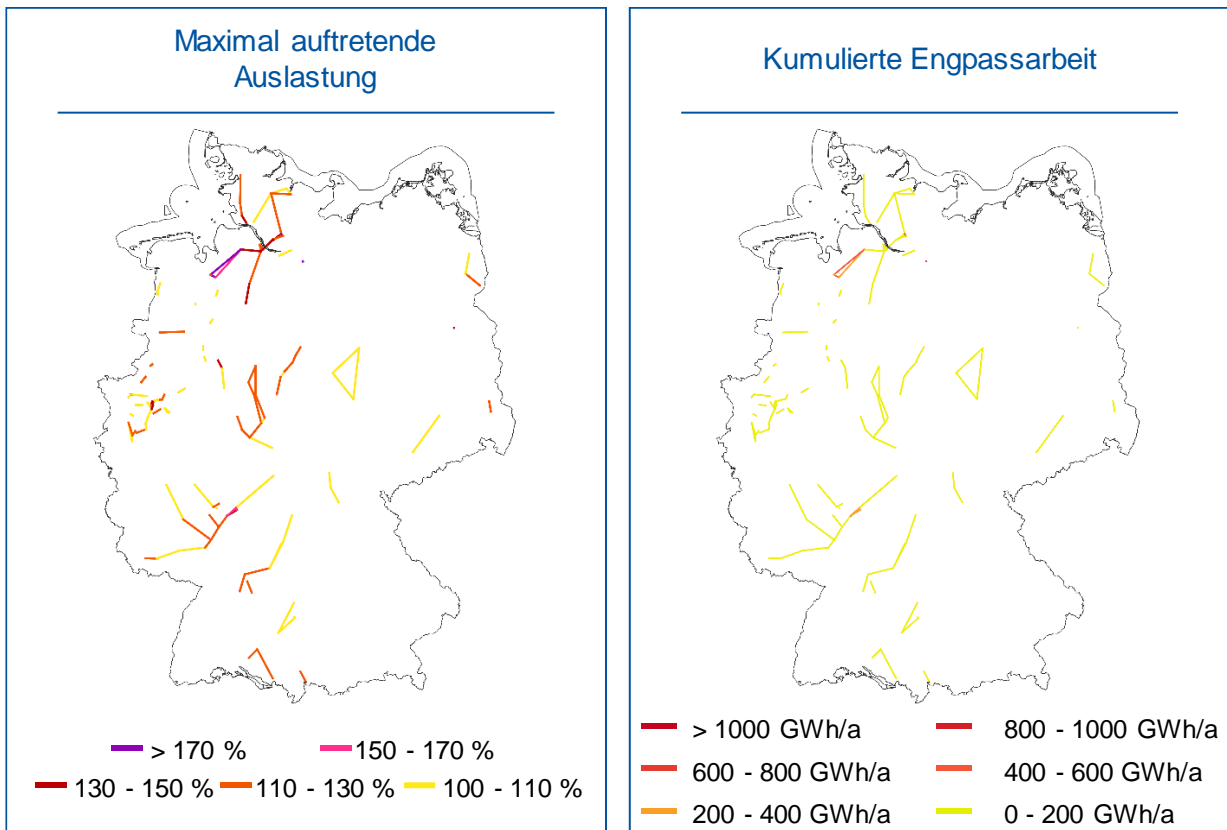 Maximal auftretende
Auslastung
> 170 %
150 - 170 %
130 - 150 %
110 - 130 %
100 - 110 %
Kumulierte Engpassarbeit
> 1000 GWh/a
800 - 1000 GWh/a
600 - 800 GWh/a
400 - 600 GWh/a
200 - 400 GWh/a
0 - 200 GWh/a